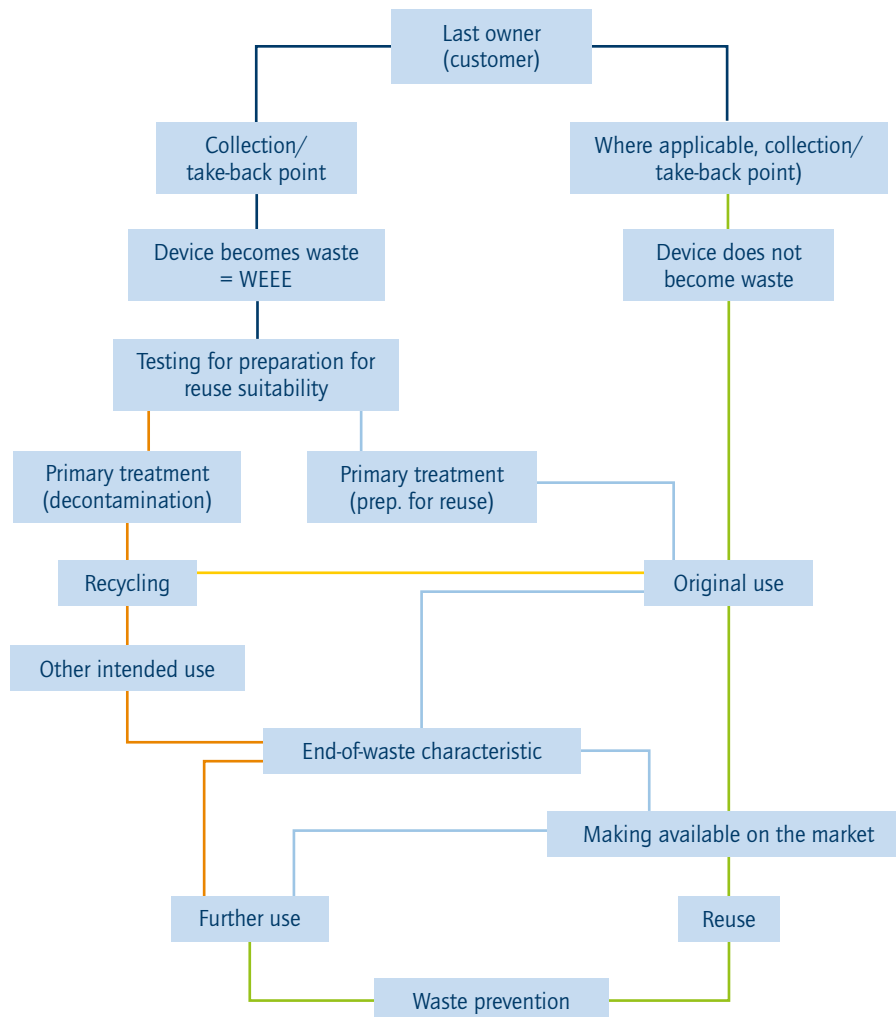 Last owner
(customer)
Collection/
take-back point
Where applicable, collection/
take-back point)
Device becomes waste
= WEEE
Device does not
become waste
Testing for preparation for
reuse suitability
Primary treatment
(decontamination)
Primary treatment
(prep. for reuse)
Recycling
Original use
Other intended use
End-of-waste characteristic
Making available on the market
Further use
Reuse
Waste prevention